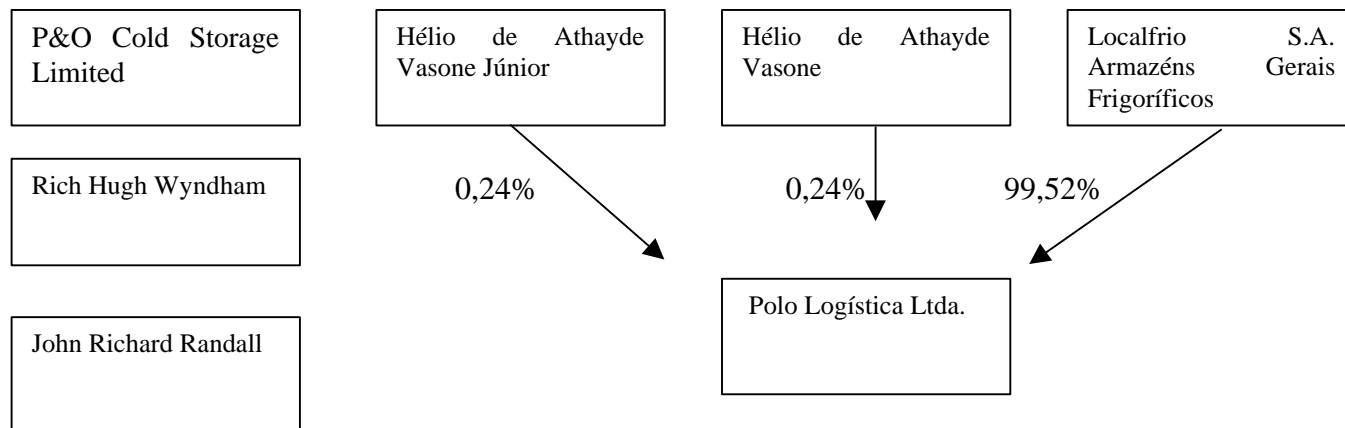 P&O Cold Storage
Limited
Hélio de Athayde
Vasone Júnior
Hélio de Athayde
Vasone
Localfrio S.A.
Armazéns Gerais
Frigoríficos
Rich Hugh Wyndham
0,24%
0,24%
99,52%
Polo Logística Ltda.
John Richard Randall